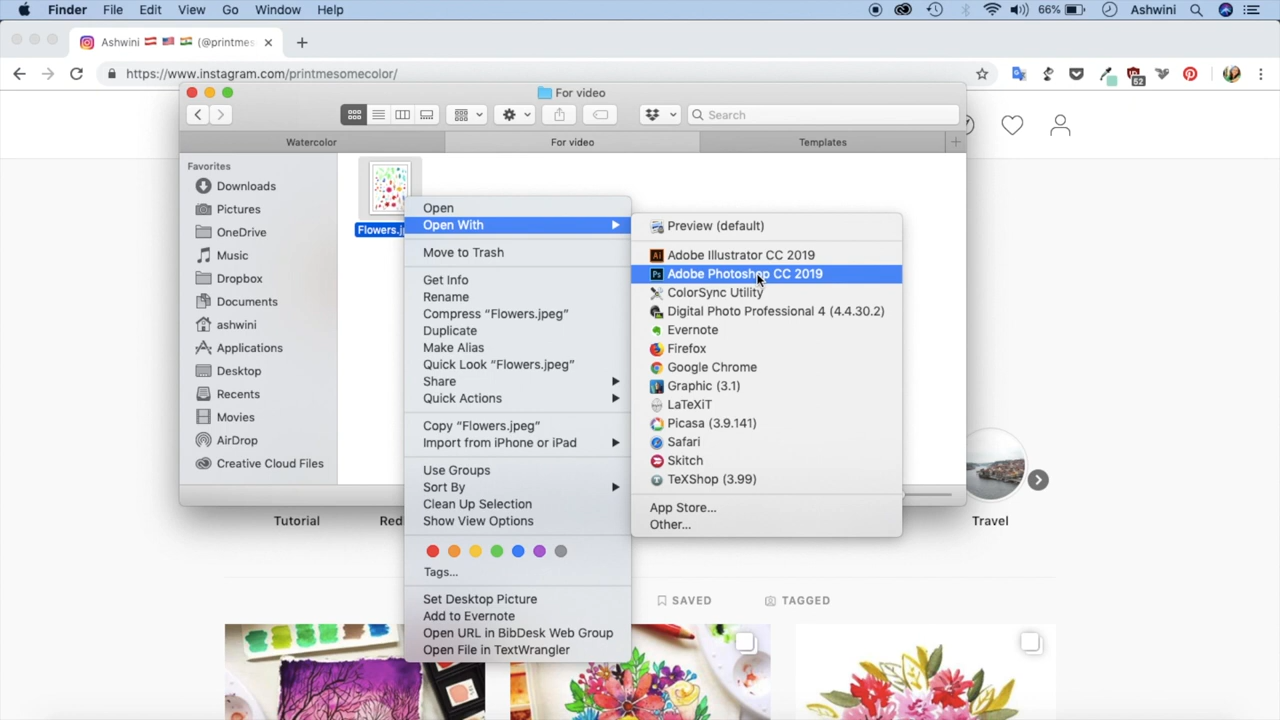 Finder File Edit View Go Window Help 66% Ashwini
Ashwini (@printmes
https://www.instagram.com/printmesomecolor/
52
For video
Search
Watercolor For video Templates
Favorites
Downloads
Pictures
OneDrive
Music
Dropbox
Documents
ashwini
Applications
Desktop
Recents
Movies
AirDrop
Creative Cloud Files
Flowers.j
Open
Open With
Move to Trash
Get Info
Rename
Compress “Flowers.jpeg”
Duplicate
Make Alias
Quick Look “Flowers.jpeg”
Share
Quick Actions
Copy “Flowers.jpeg”
Import from iPhone or iPad
Use Groups
Sort By
Clean Up Selection
Show View Options
Tags...
Set Desktop Picture
Add to Evernote
Open URL in BibDesk Web Group
Open File in TextWrangler
Preview (default)
Ai Adobe Illustrator CC 2019
Ps Adobe Photoshop CC 2019
ColorSync Utility
Digital Photo Professional 4 (4.4.30.2)
Evernote
Firefox
Google Chrome
Graphic (3.1)
LaTeXiT
Picasa (3.9.141)
Safari
Skitch
TeXShop (3.99)
App Store...
Other...
Tutorial Red Travel
SAVED TAGGED